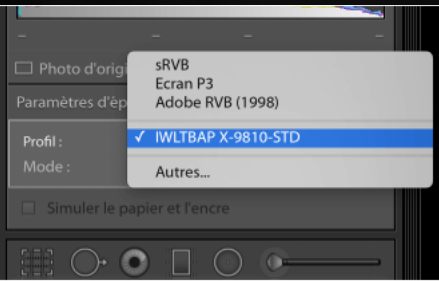 Photo d'origi
sRVB
Ecran P3
Adobe RVB (1998)
Paramètres d'ép
Profil :
✓ IWLTBAP X-9810-STD
Mode :
Autres...
Simuler le papier et l'encre